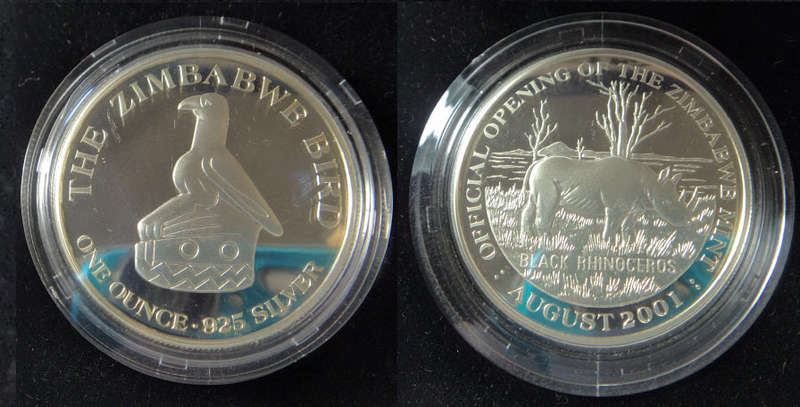 THE ZIMBABWE BIRD
ONE OUNCE · 925 SILVER
OFFICIAL OPENING OF THE ZIMBABWE MINT
BLACK RHINOCEROS
: AUGUST 2001 :